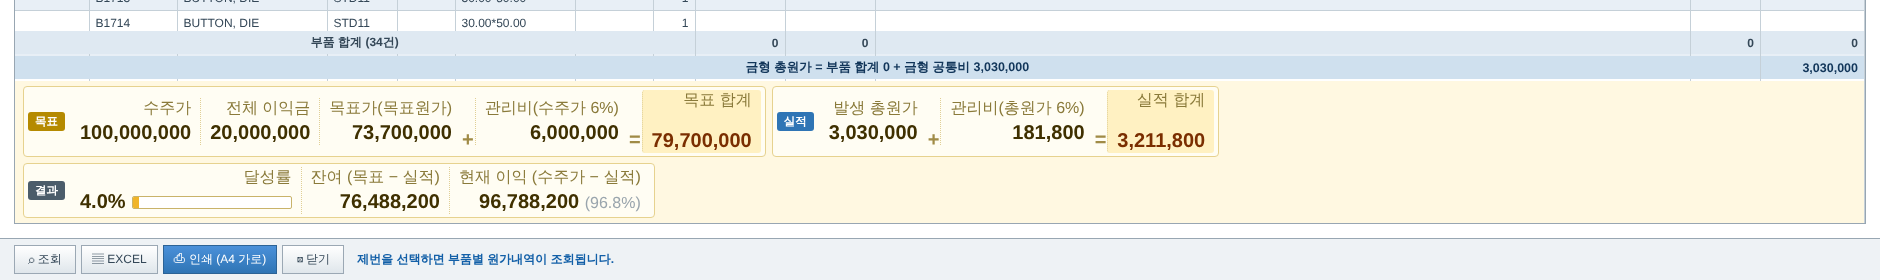 B1714 BUTTON, DIE STD11 30.00*50.00 1
부품 합계 (34건) 0 0 0 0
금형 총원가 = 부품 합계 0 + 금형 공통비 3,030,000 3,030,000
목표 수주가 100,000,000 전체 이익금 20,000,000 목표가(목표원가) 73,700,000 + 관리비(수주가 6%) 6,000,000 = 목표 합계 79,700,000
실적 발생 총원가 3,030,000 + 관리비(총원가 6%) 181,800 = 실적 합계 3,211,800
결과 달성률 4.0% 잔여 (목표 − 실적) 76,488,200 현재 이익 (수주가 − 실적) 96,788,200 (96.8%)
조회 EXCEL 인쇄 (A4 가로) 닫기 제번을 선택하면 부품별 원가내역이 조회됩니다.